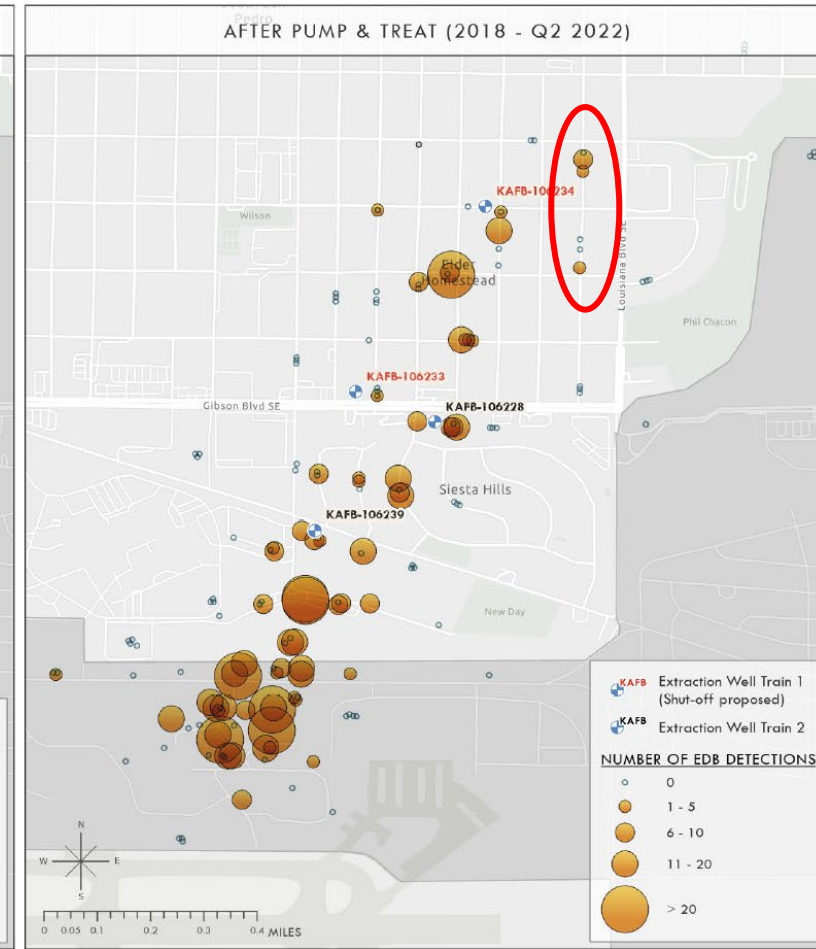 Pedro
AFTER PUMP & TREAT (2018 - Q2 2022)
KAFB-106234
Wilson
Elder
Homestead
Louisiana Blvd SE
Phil Chacon
KAFB-106233
Gibson Blvd SE
KAFB-106228
Siesta Hills
KAFB-106239
New Day
KAFB Extraction Well Train 1
(Shut-off proposed)
KAFB Extraction Well Train 2
NUMBER OF EDB DETECTIONS
0
1 - 5
6 - 10
11 - 20
> 20
N
W E
S
0 0.05 0.1 0.2 0.3 0.4 MILES